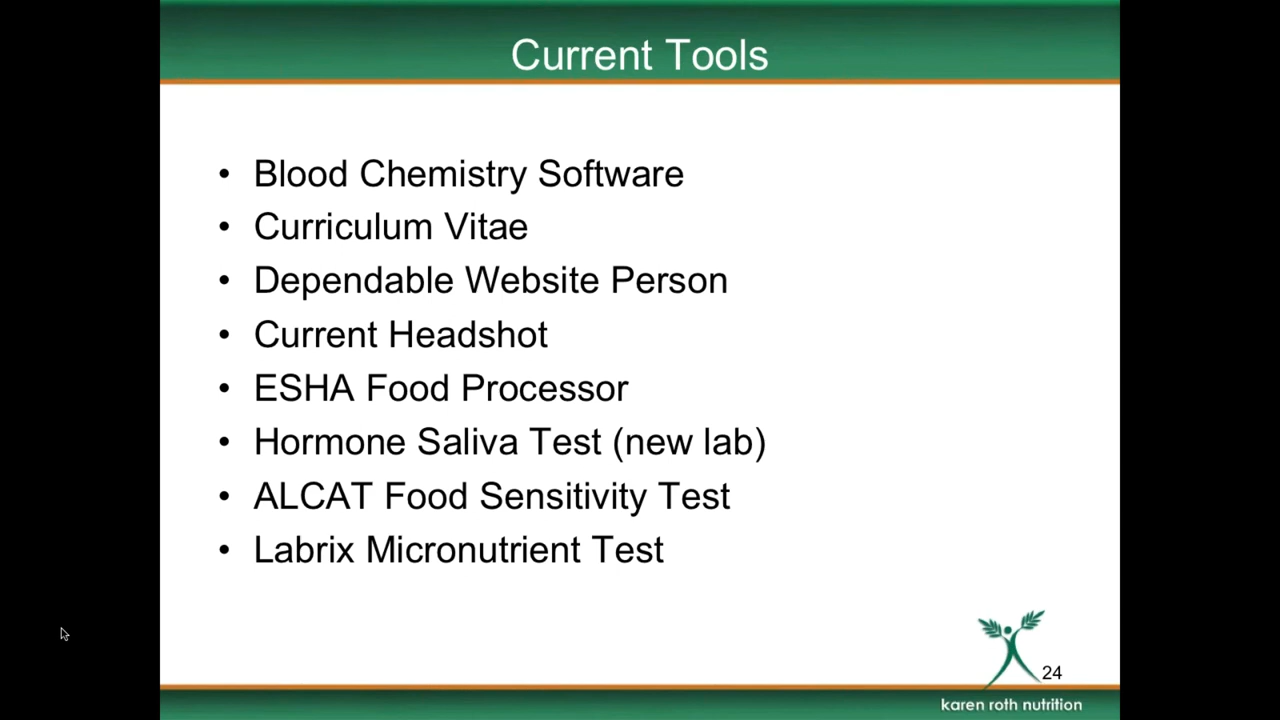 Current Tools
• Blood Chemistry Software
• Curriculum Vitae
• Dependable Website Person
• Current Headshot
• ESHA Food Processor
• Hormone Saliva Test (new lab)
• ALCAT Food Sensitivity Test
• Labrix Micronutrient Test
24
karen roth nutrition